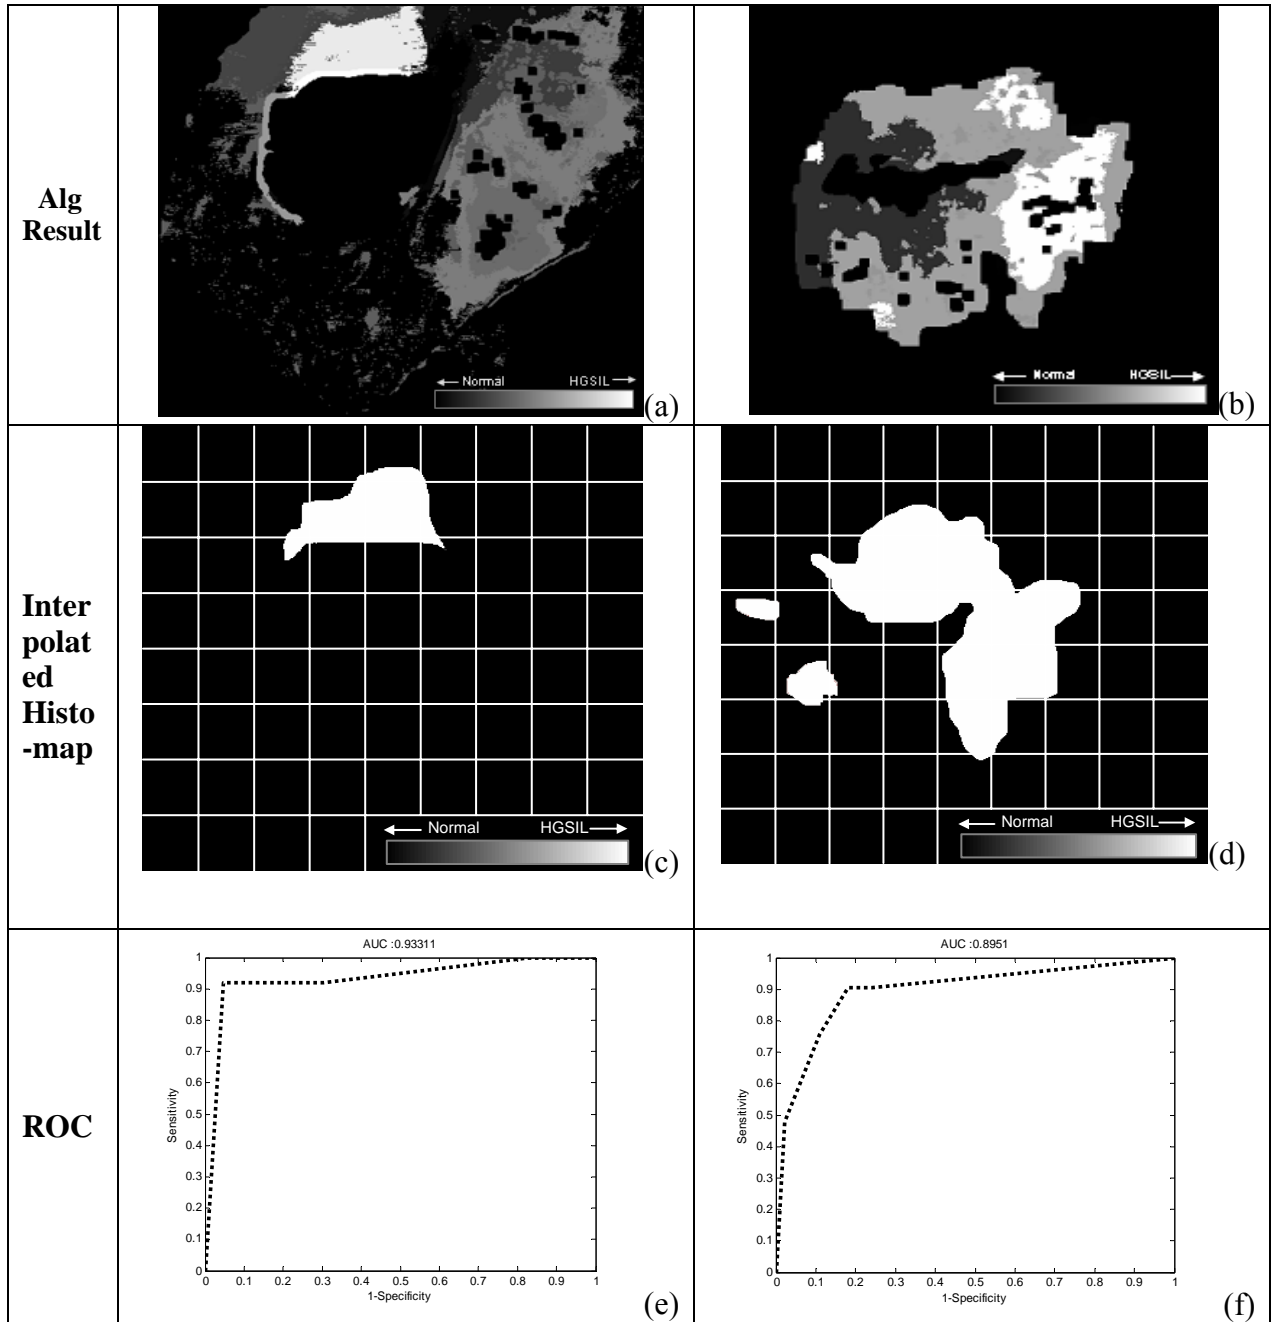 Alg
Result
← Normal HGSIL →
(a)
← Normal HGSIL →
(b)
Inter
polat
ed
Histo
-map
← Normal HGSIL →
(c)
← Normal HGSIL →
(d)
ROC
AUC :0.93311
1
0.9
0.8
0.7
0.6
0.5
0.4
0.3
0.2
0.1
0
Sensitivity
0 0.1 0.2 0.3 0.4 0.5 0.6 0.7 0.8 0.9 1
1-Specificity
(e)
AUC :0.8951
1
0.9
0.8
0.7
0.6
0.5
0.4
0.3
0.2
0.1
0
Sensitivity
0 0.1 0.2 0.3 0.4 0.5 0.6 0.7 0.8 0.9 1
1-Specificity
(f)